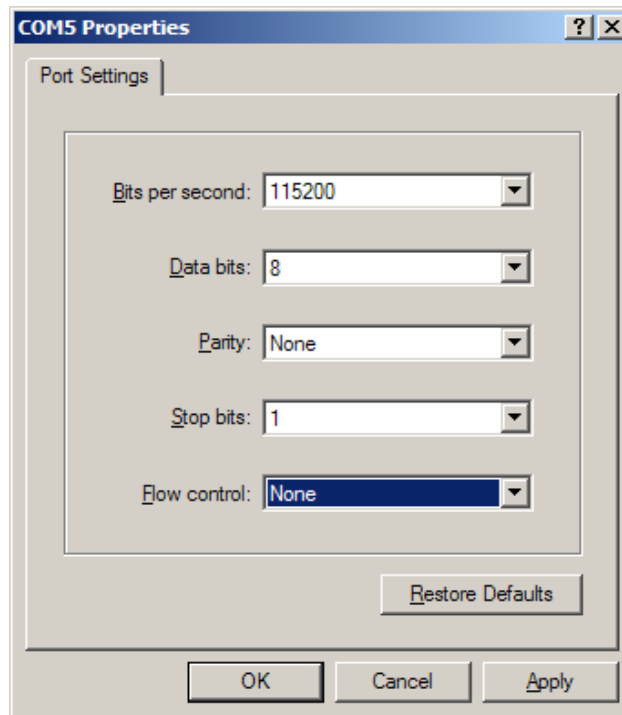 COM5 Properties
Port Settings
Bits per second: 115200
Data bits: 8
Parity: None
Stop bits: 1
Flow control: None
Restore Defaults
OK Cancel Apply